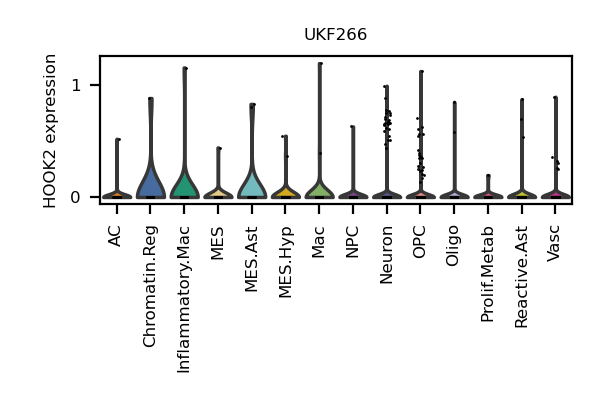 UKF266
HOOK2 expression
1
0
AC
Chromatin.Reg
Inflammatory.Mac
MES
MES.Ast
MES.Hyp
Mac
NPC
Neuron
OPC
Oligo
Prolif.Metab
Reactive.Ast
Vasc